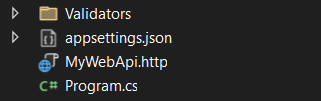 Validators
appsettings.json
MyWebApi.http
C# Program.cs